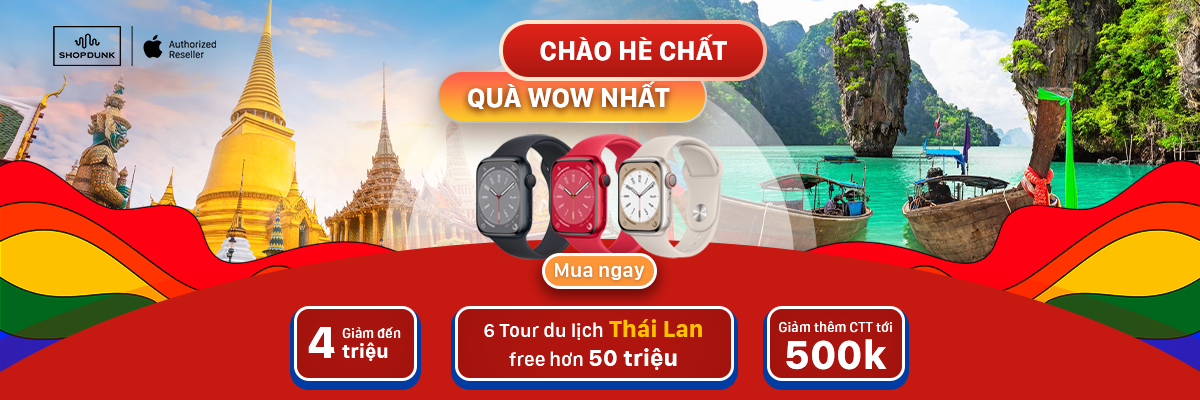 SHOPDUNK
Authorized
Reseller
CHÀO HÈ CHẤT
QUÀ WOW NHẤT
Mua ngay
4 Giảm đến
triệu
6 Tour du lịch Thái Lan
free hơn 50 triệu
Giảm thêm CTT tới
500k